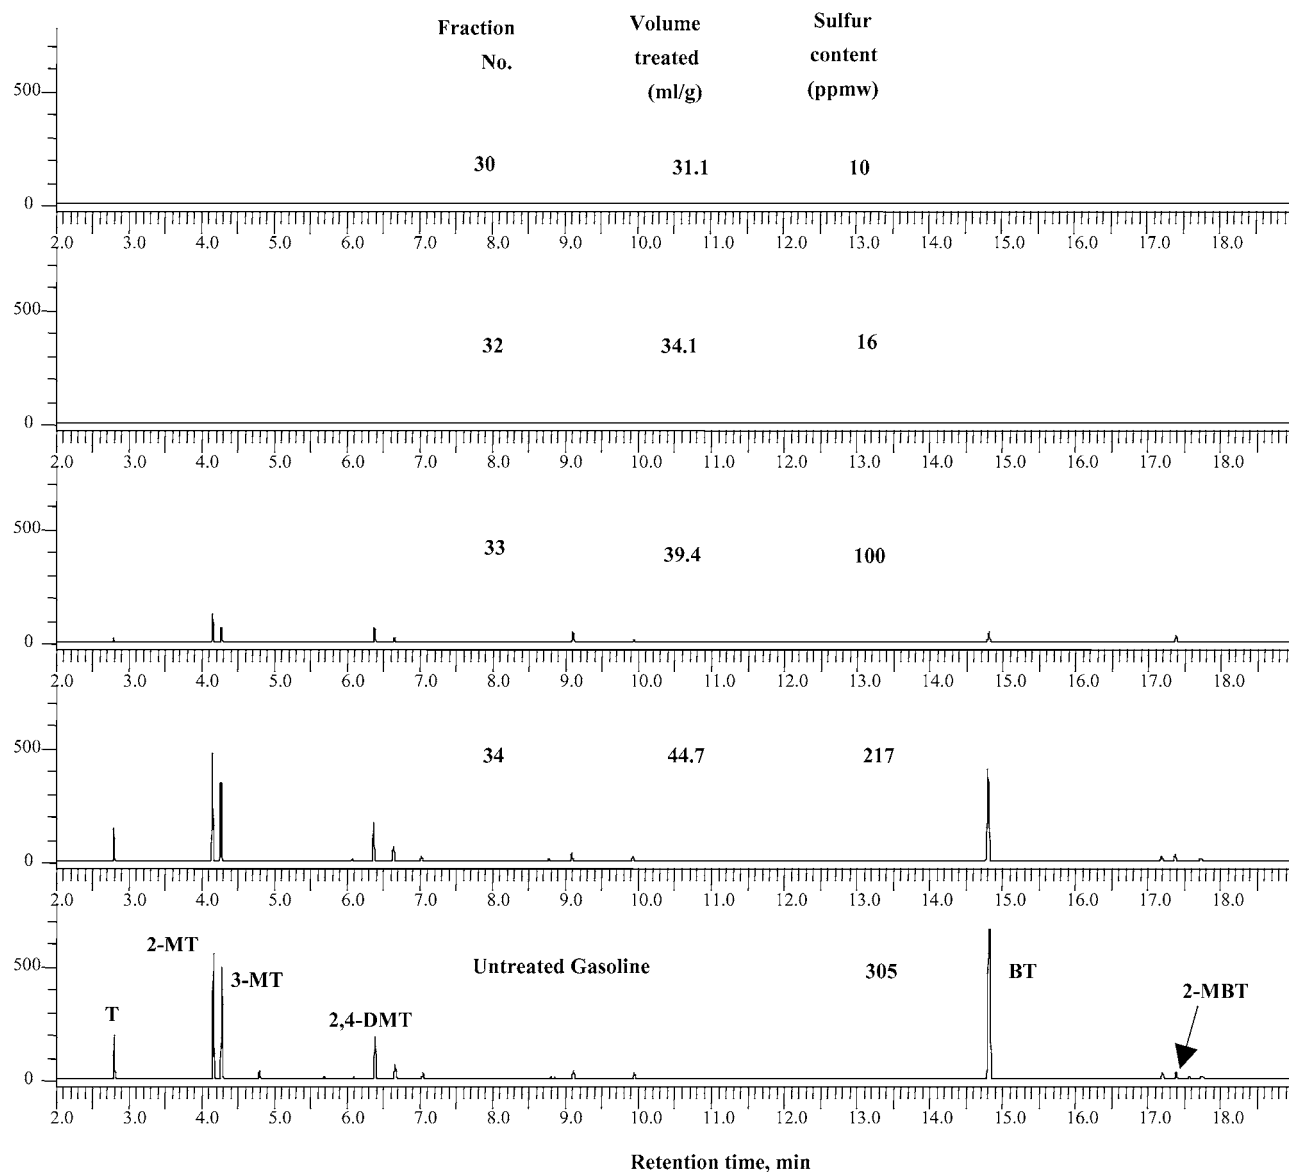 Fraction No. Volume treated (ml/g) Sulfur content (ppmw)
500
30 31.1 10
0
2.0 3.0 4.0 5.0 6.0 7.0 8.0 9.0 10.0 11.0 12.0 13.0 14.0 15.0 16.0 17.0 18.0
500
32 34.1 16
0
2.0 3.0 4.0 5.0 6.0 7.0 8.0 9.0 10.0 11.0 12.0 13.0 14.0 15.0 16.0 17.0 18.0
500
33 39.4 100
0
2.0 3.0 4.0 5.0 6.0 7.0 8.0 9.0 10.0 11.0 12.0 13.0 14.0 15.0 16.0 17.0 18.0
500
34 44.7 217
0
2.0 3.0 4.0 5.0 6.0 7.0 8.0 9.0 10.0 11.0 12.0 13.0 14.0 15.0 16.0 17.0 18.0
2-MT
500
Untreated Gasoline 305 BT
3-MT
2-MBT
T
2,4-DMT
0
2.0 3.0 4.0 5.0 6.0 7.0 8.0 9.0 10.0 11.0 12.0 13.0 14.0 15.0 16.0 17.0 18.0
Retention time, min